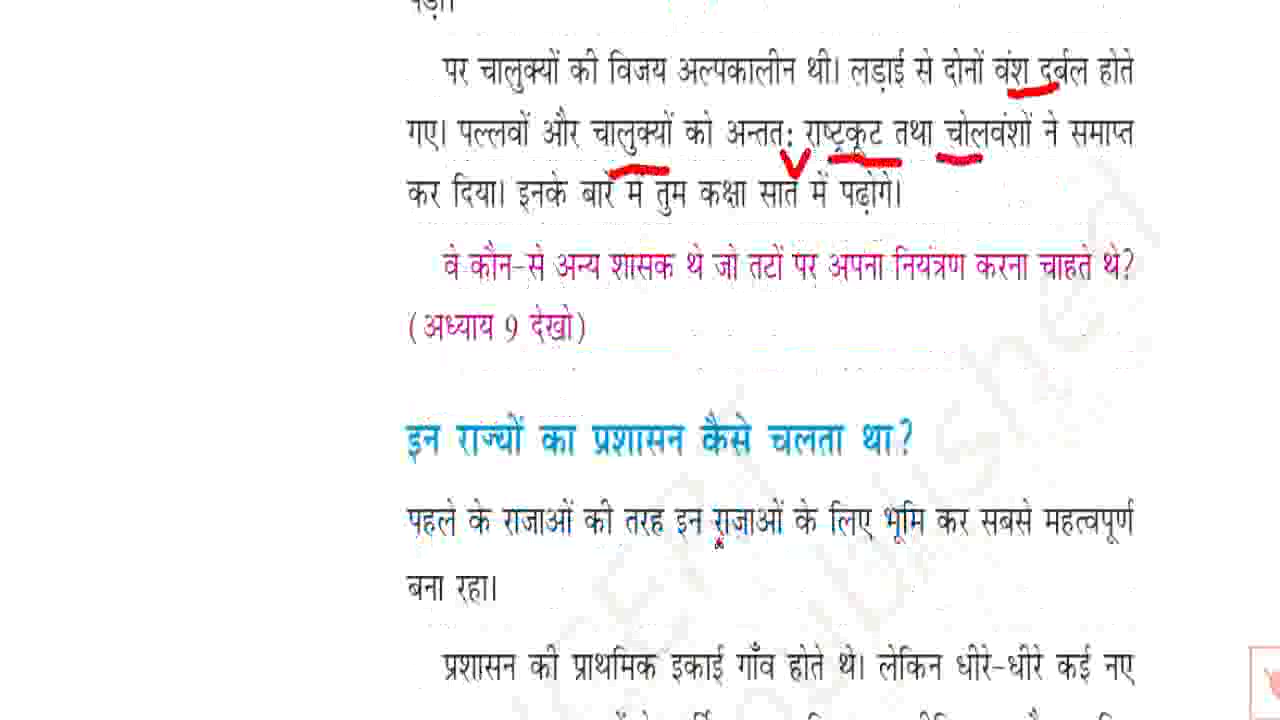 पड़ा।
पर चालुक्यों की विजय अल्पकालीन थी। लड़ाई से दोनों वंश दुर्बल होते
गए। पल्लवों और चालुक्यों को अन्ततः राष्ट्रकूट तथा चोलवंशों ने समाप्त
कर दिया। इनके बारे में तुम कक्षा सात में पढ़ोगे।
वे कौन-से अन्य शासक थे जो तटों पर अपना नियंत्रण करना चाहते थे?
(अध्याय 9 देखो)
इन राज्यों का प्रशासन कैसे चलता था?
पहले के राजाओं की तरह इन राजाओं के लिए भूमि कर सबसे महत्वपूर्ण
बना रहा।
प्रशासन की प्राथमिक इकाई गाँव होते थे। लेकिन धीरे-धीरे कई नए